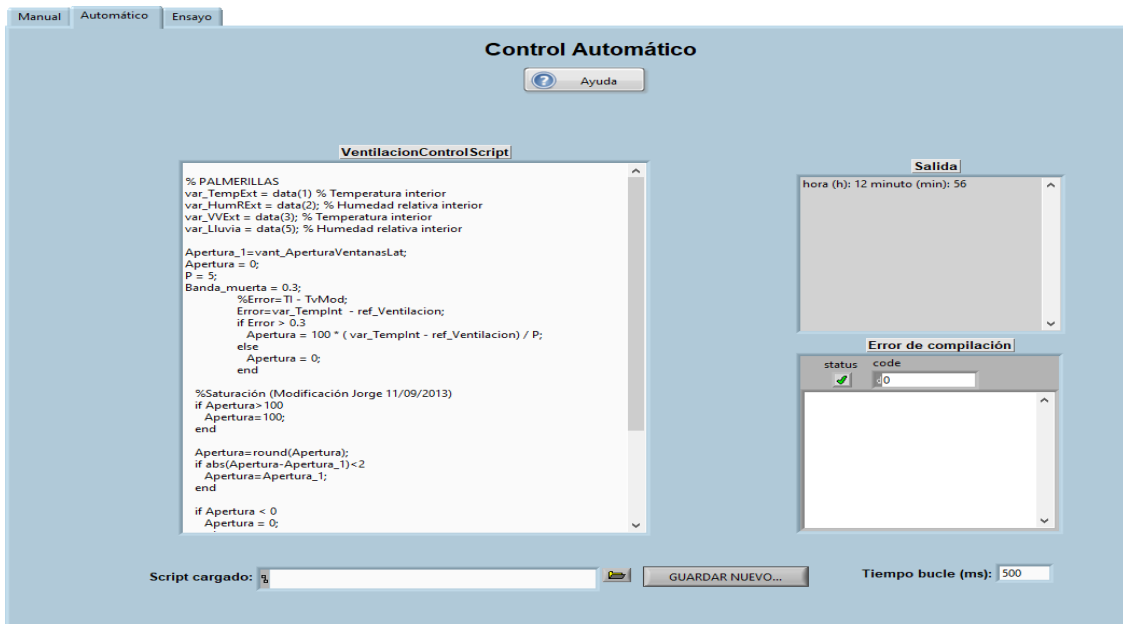 Manual Automático Ensayo
Control Automático
Ayuda
VentilacionControlScript
% PALMERILLAS
var_TempExt = data(1) % Temperatura interior
var_HumRExt = data(2); % Humedad relativa interior
var_VVExt = data(3); % Temperatura interior
var_Lluvia = data(5); % Humedad relativa interior
Apertura_1=vant_AperturaVentanasLat;
Apertura = 0;
P = 5;
Banda_muerta = 0.3;
%Error=TI - TvMod;
Error=var_TempInt - ref_Ventilacion;
if Error > 0.3
Apertura = 100 * ( var_TempInt - ref_Ventilacion) / P;
else
Apertura = 0;
end
%Saturación (Modificación Jorge 11/09/2013)
if Apertura>100
Apertura=100;
end
Apertura=round(Apertura);
if abs(Apertura-Apertura_1)<2
Apertura=Apertura_1;
end
if Apertura < 0
Apertura = 0;
Salida
hora (h): 12 minuto (min): 56
Error de compilación
status code
d 0
Script cargado:
GUARDAR NUEVO...
Tiempo bucle (ms): 500